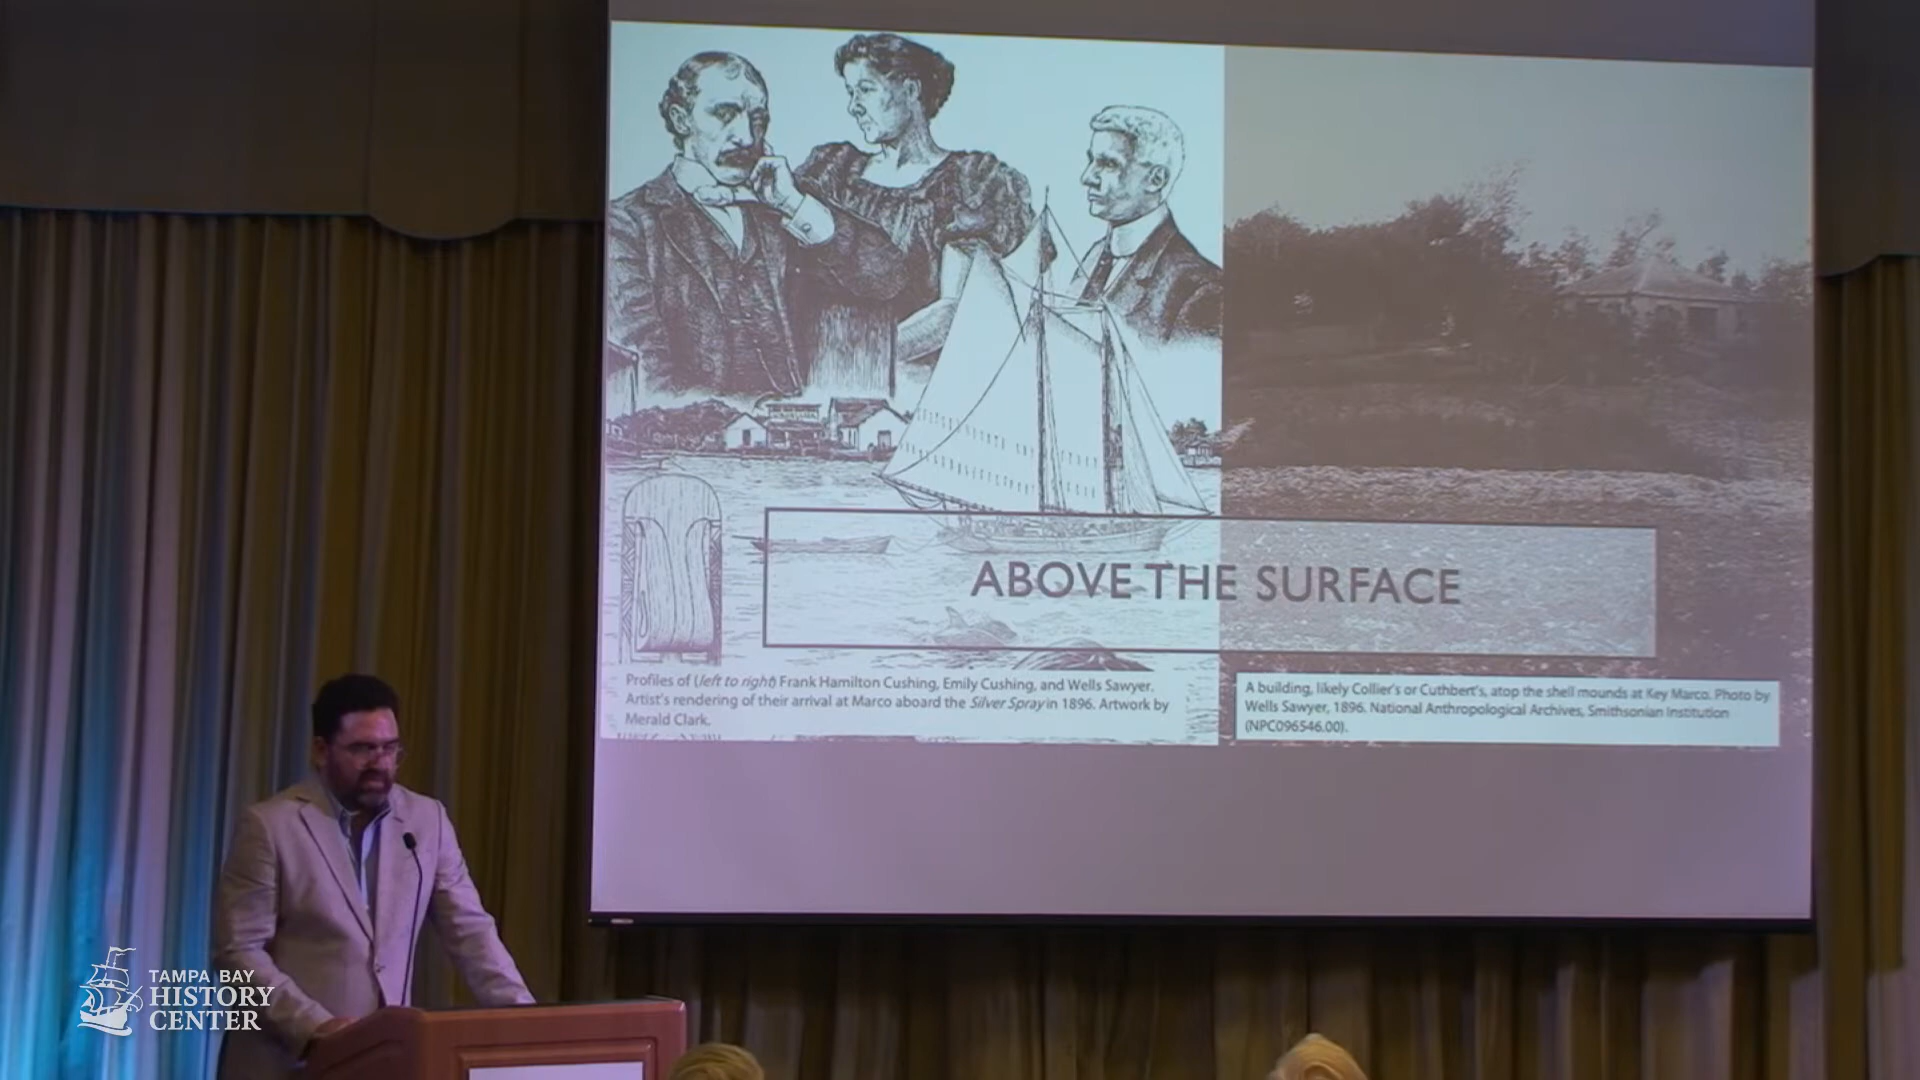 ABOVE THE SURFACE
Profiles of (left to right) Frank Hamilton Cushing, Emily Cushing, and Wells Sawyer.
Artist's rendering of their arrival at Marco aboard the Silver Spray in 1896. Artwork by
Merald Clark.
A building, likely Collier's or Cuthbert's, atop the shell mounds at Key Marco. Photo by
Wells Sawyer, 1896. National Anthropological Archives, Smithsonian Institution
(NPC096546.00).
TAMPA BAY
HISTORY
CENTER